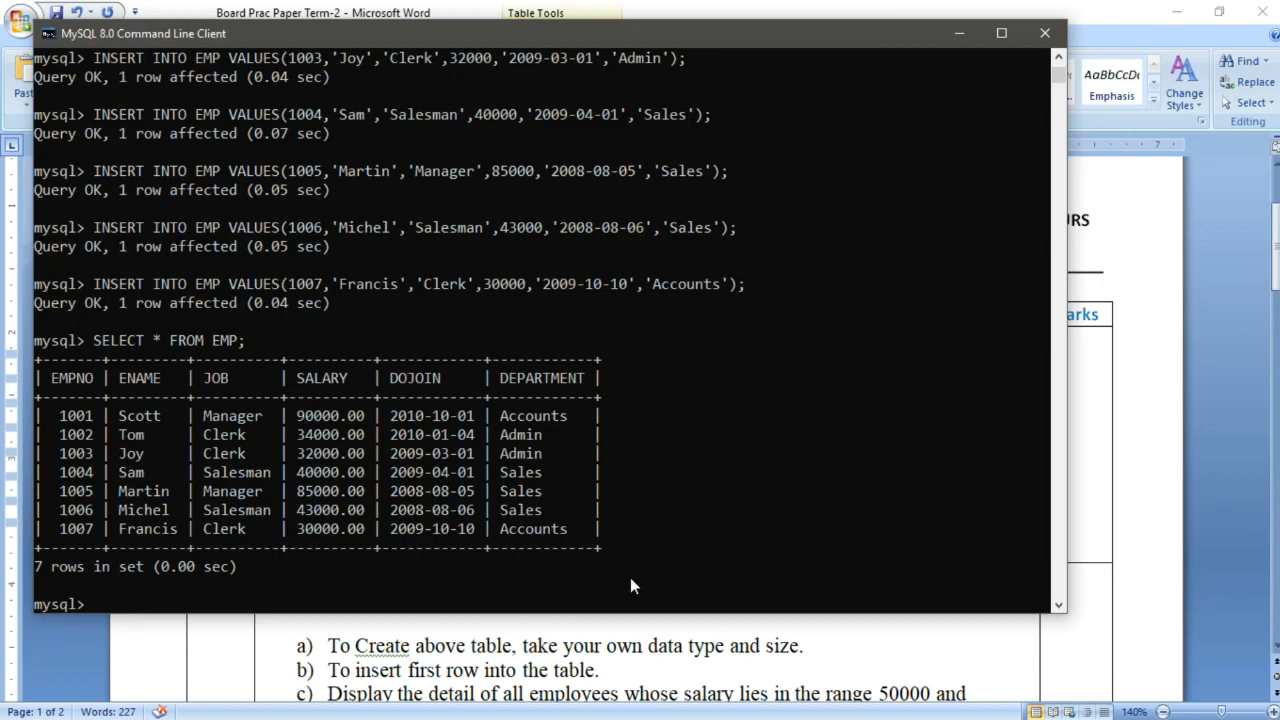 Board Prac Paper Term-2 - Microsoft Word
Table Tools
MySQL 8.0 Command Line Client
mysql> INSERT INTO EMP VALUES(1003,'Joy','Clerk',32000,'2009-03-01','Admin');
Query OK, 1 row affected (0.04 sec)
mysql> INSERT INTO EMP VALUES(1004,'Sam','Salesman',40000,'2009-04-01','Sales');
Query OK, 1 row affected (0.07 sec)
mysql> INSERT INTO EMP VALUES(1005,'Martin','Manager',85000,'2008-08-05','Sales');
Query OK, 1 row affected (0.05 sec)
mysql> INSERT INTO EMP VALUES(1006,'Michel','Salesman',43000,'2008-08-06','Sales');
Query OK, 1 row affected (0.05 sec)
mysql> INSERT INTO EMP VALUES(1007,'Francis','Clerk',30000,'2009-10-10','Accounts');
Query OK, 1 row affected (0.04 sec)
mysql> SELECT * FROM EMP;
+-------+---------+----------+----------+------------+------------+
| EMPNO | ENAME   | JOB      | SALARY   | DOJOIN     | DEPARTMENT |
+-------+---------+----------+----------+------------+------------+
|  1001 | Scott   | Manager  | 90000.00 | 2010-10-01 | Accounts   |
|  1002 | Tom     | Clerk    | 34000.00 | 2010-01-04 | Admin      |
|  1003 | Joy     | Clerk    | 32000.00 | 2009-03-01 | Admin      |
|  1004 | Sam     | Salesman | 40000.00 | 2009-04-01 | Sales      |
|  1005 | Martin  | Manager  | 85000.00 | 2008-08-05 | Sales      |
|  1006 | Michel  | Salesman | 43000.00 | 2008-08-06 | Sales      |
|  1007 | Francis | Clerk    | 30000.00 | 2009-10-10 | Accounts   |
+-------+---------+----------+----------+------------+------------+
7 rows in set (0.00 sec)
mysql>
Past
AaBbCcDc
Emphasis
Change
Styles
Find
Replace
Select
Editing
7
URS
arks
1
2
3
4
a) To Create above table, take your own data type and size.
b) To insert first row into the table.
c) Display the detail of all employees whose salary lies in the range 50000 and
Page: 1 of 2
Words: 227
140%